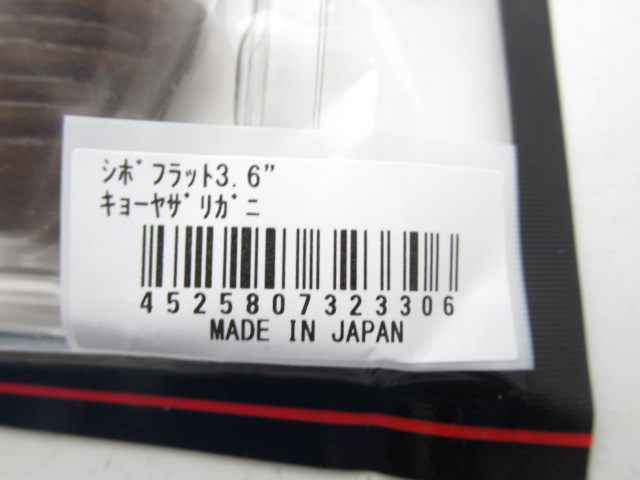 ｼﾎﾞﾌﾗｯﾄ3.6”
ｷｮｰﾔｻﾞﾘｶﾞﾆ
4525807323306
MADE IN JAPAN